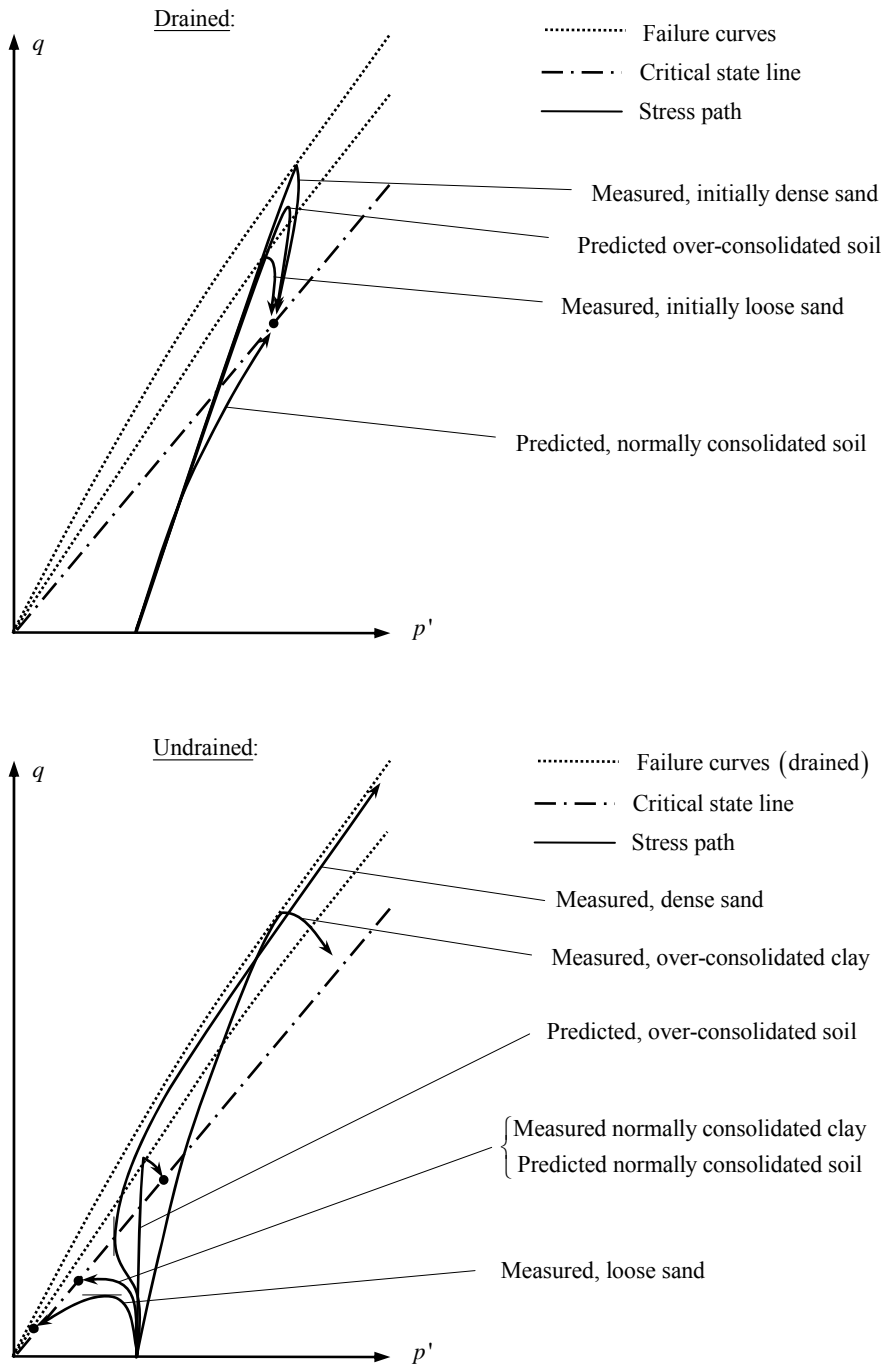 Drained:
q
Failure curves
Critical state line
Stress path
Measured, initially dense sand
Predicted over-consolidated soil
Measured, initially loose sand
Predicted, normally consolidated soil
p'
Undrained:
q
Failure curves (drained)
Critical state line
Stress path
Measured, dense sand
Measured, over-consolidated clay
Predicted, over-consolidated soil
Measured normally consolidated clay
Predicted normally consolidated soil
Measured, loose sand
p'